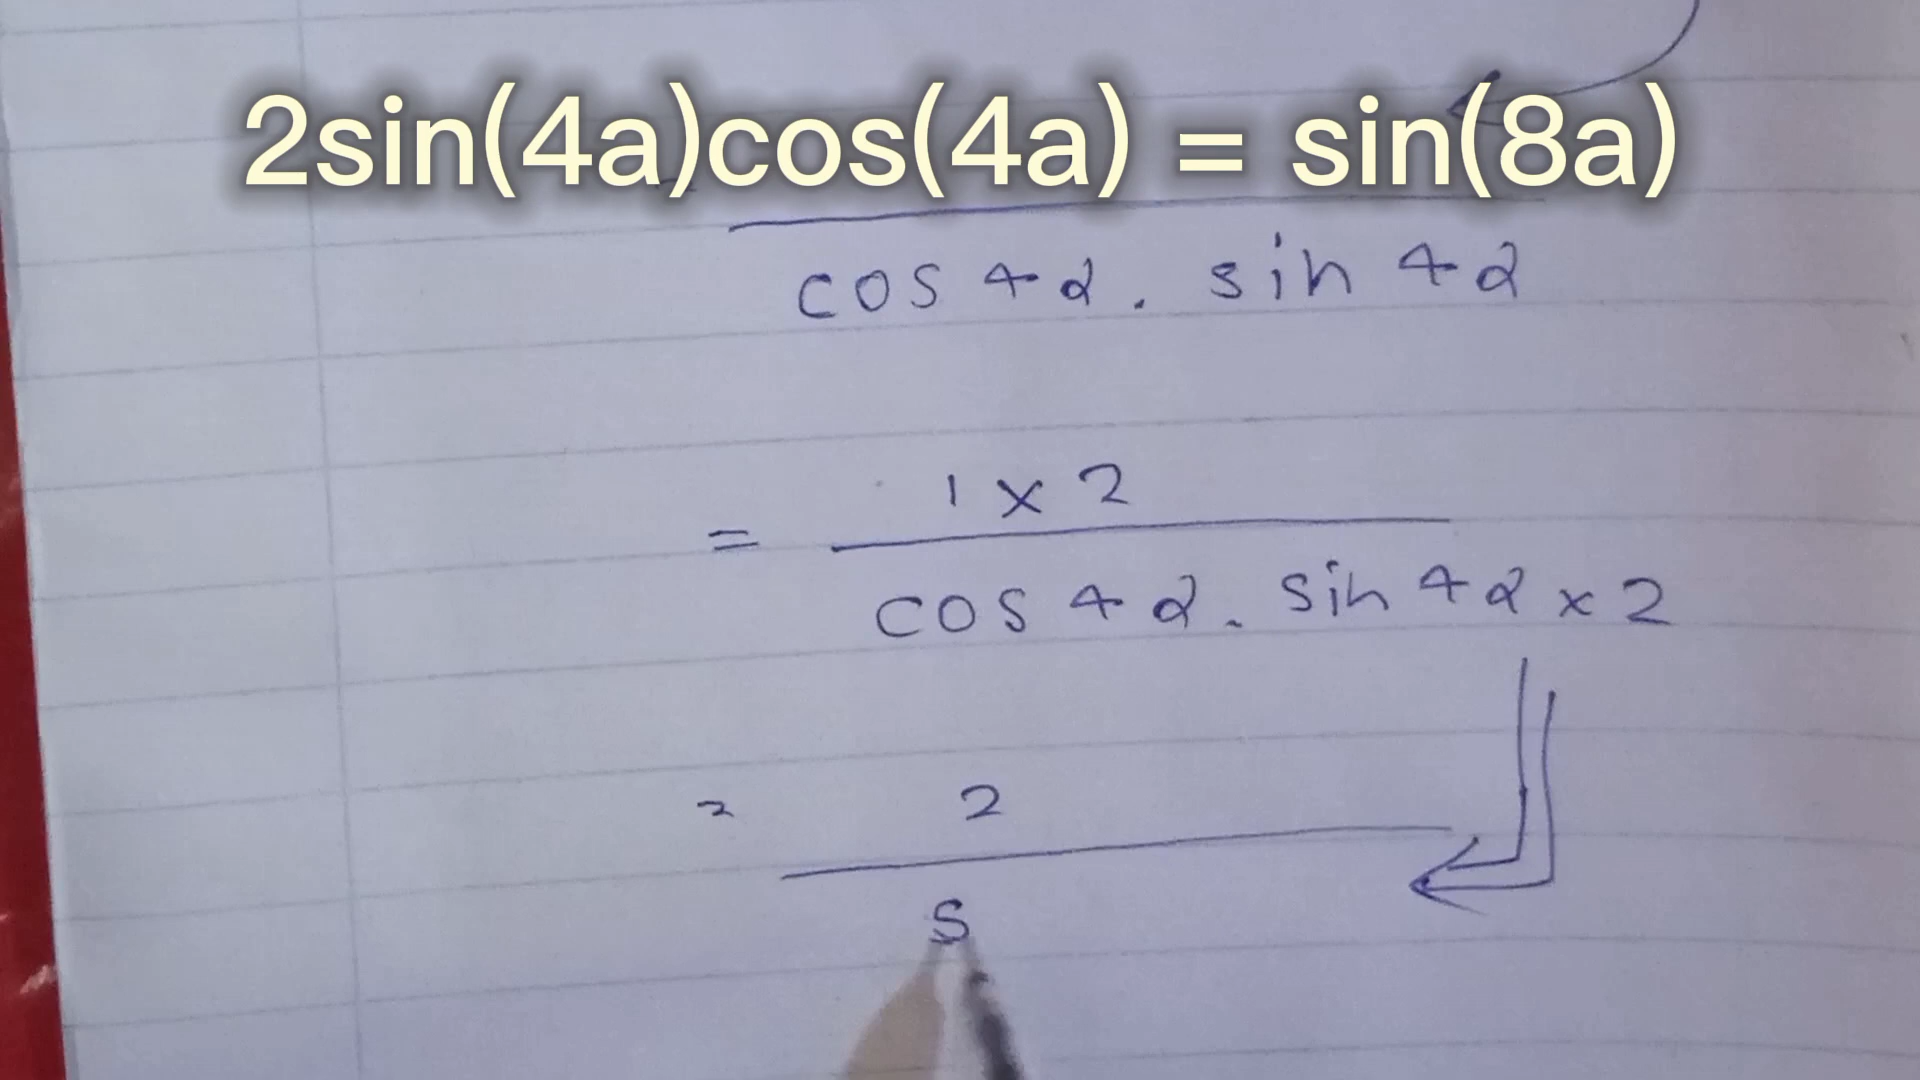 2sin(4a)cos(4a) = sin(8a)
cos 4α . sin 4α
1 × 2
=
cos 4α . sin 4α × 2
= 2
s